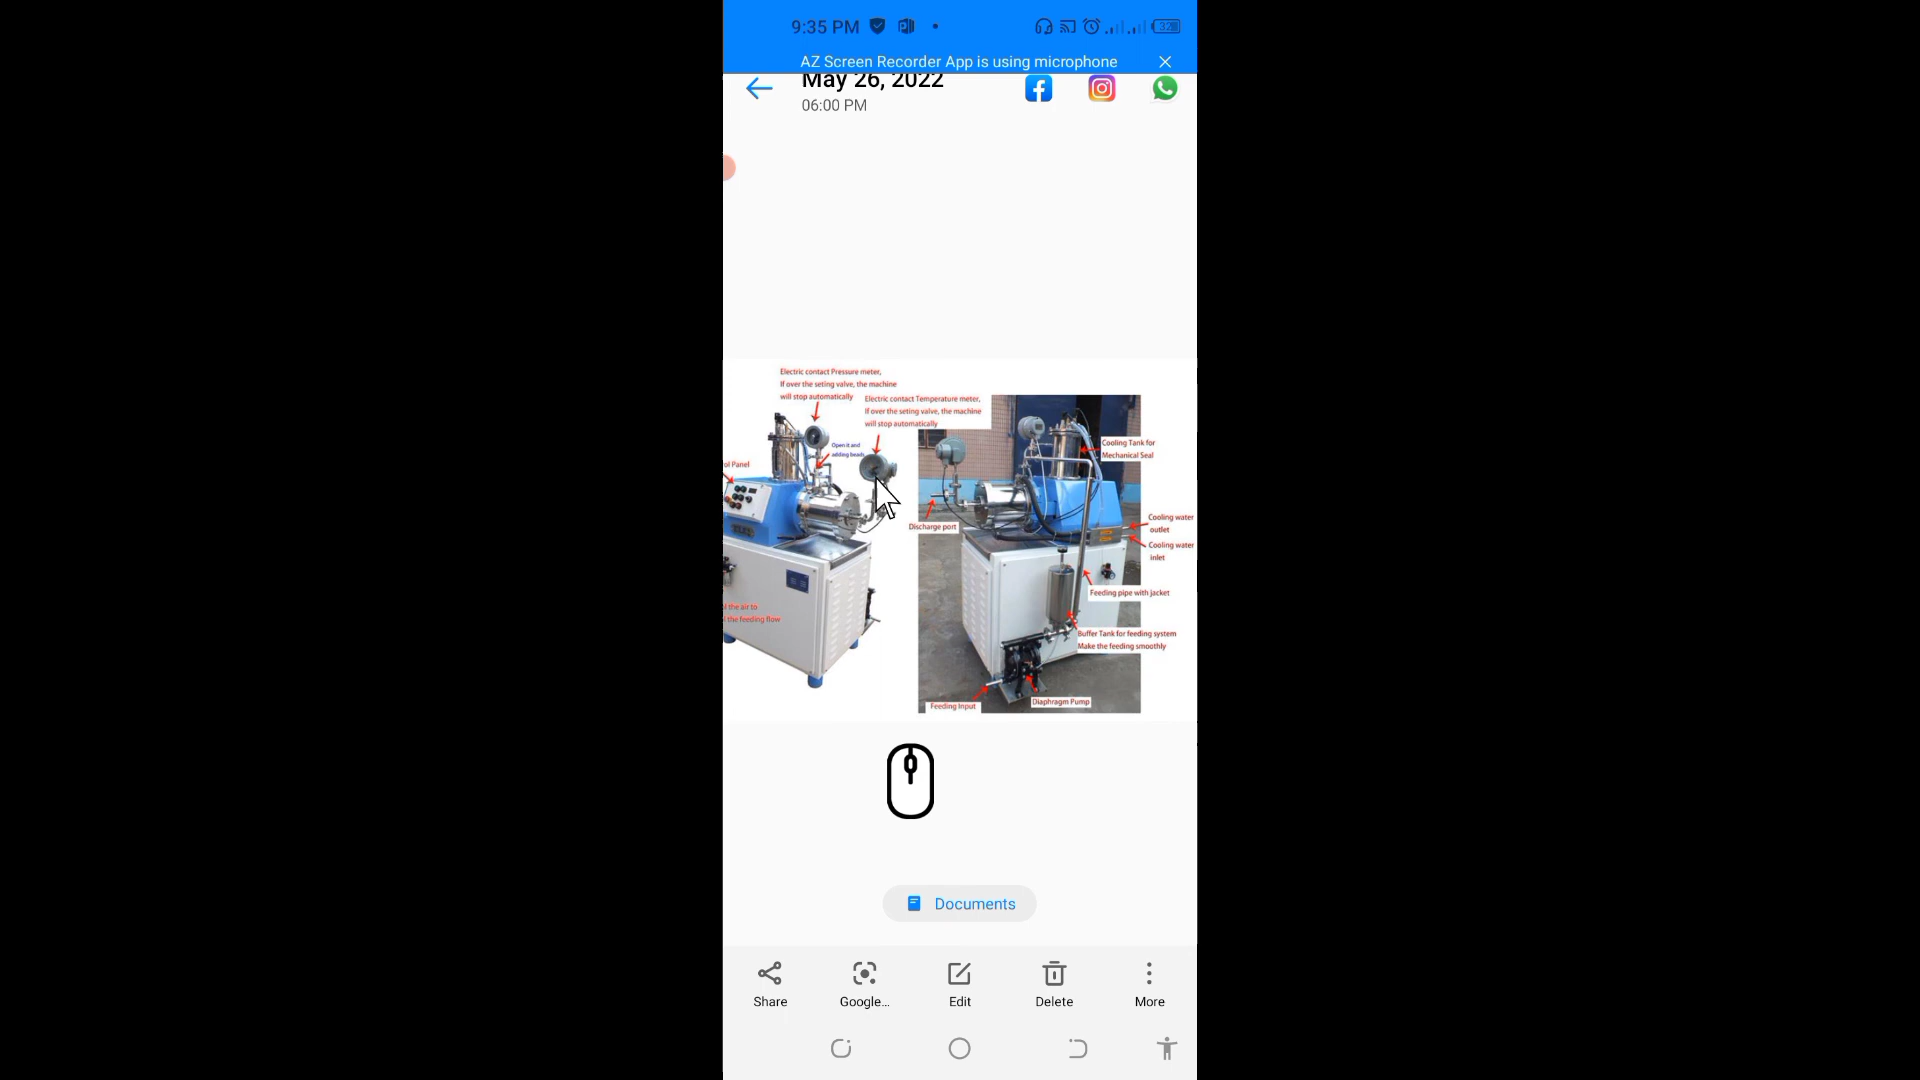 9:35 PM
32
AZ Screen Recorder App is using microphone
May 26, 2022
06:00 PM
Electric contact Pressure meter,
If over the seting valve, the machine
will stop automatically
Electric contact Temperature meter,
If over the seting valve, the machine
will stop automatically
Open it and
adding beads
ol Panel
Cooling Tank for
Mechanical Seal
Discharge port
Cooling water
outlet
Cooling water
inlet
Feeding pipe with jacket
l the air to
l the feeding flow
Buffer Tank for feeding system
Make the feeding smoothly
Feeding Input
Diaphragm Pump
Documents
Share
Google...
Edit
Delete
More